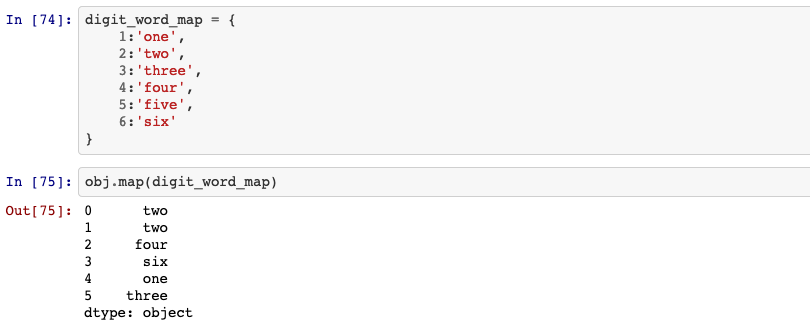 In [74]: digit_word_map = {
    1:'one',
    2:'two',
    3:'three',
    4:'four',
    5:'five',
    6:'six'
}
In [75]: obj.map(digit_word_map)
Out[75]: 0      two
1      two
2     four
3      six
4      one
5    three
dtype: object